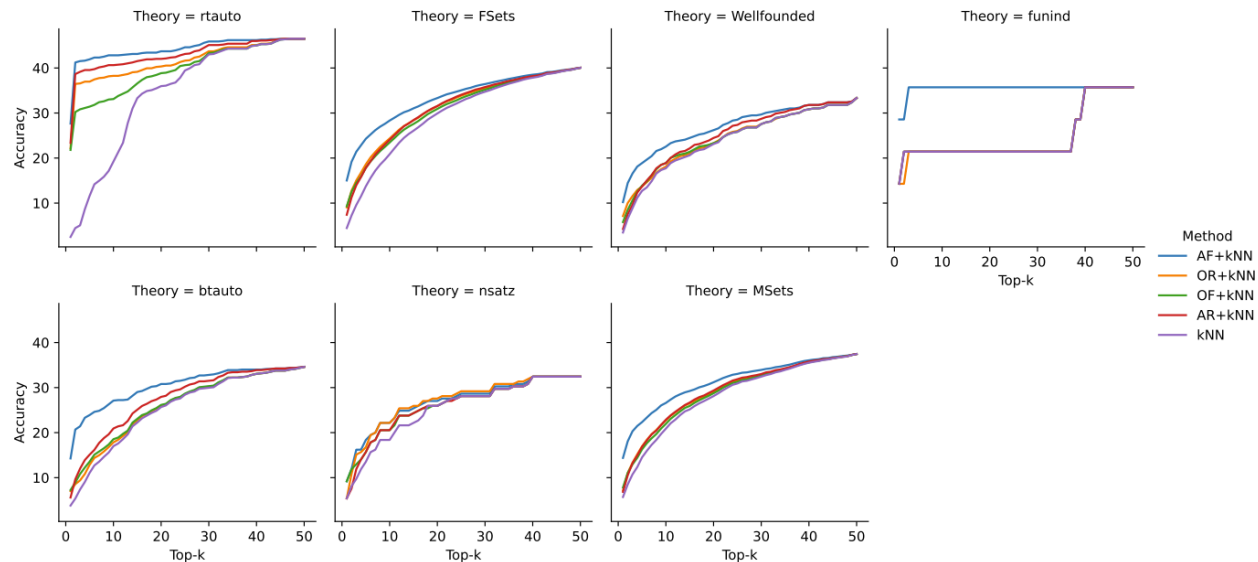 Theory = rtauto
Theory = FSets
Theory = Wellfounded
Theory = funind
Accuracy
40
30
20
10
0 10 20 30 40 50
Top-k
Method
AF+kNN
OR+kNN
OF+kNN
AR+kNN
kNN
Theory = btauto
Theory = nsatz
Theory = MSets
Accuracy
40
30
20
10
0 10 20 30 40 50
Top-k
0 10 20 30 40 50
Top-k
0 10 20 30 40 50
Top-k